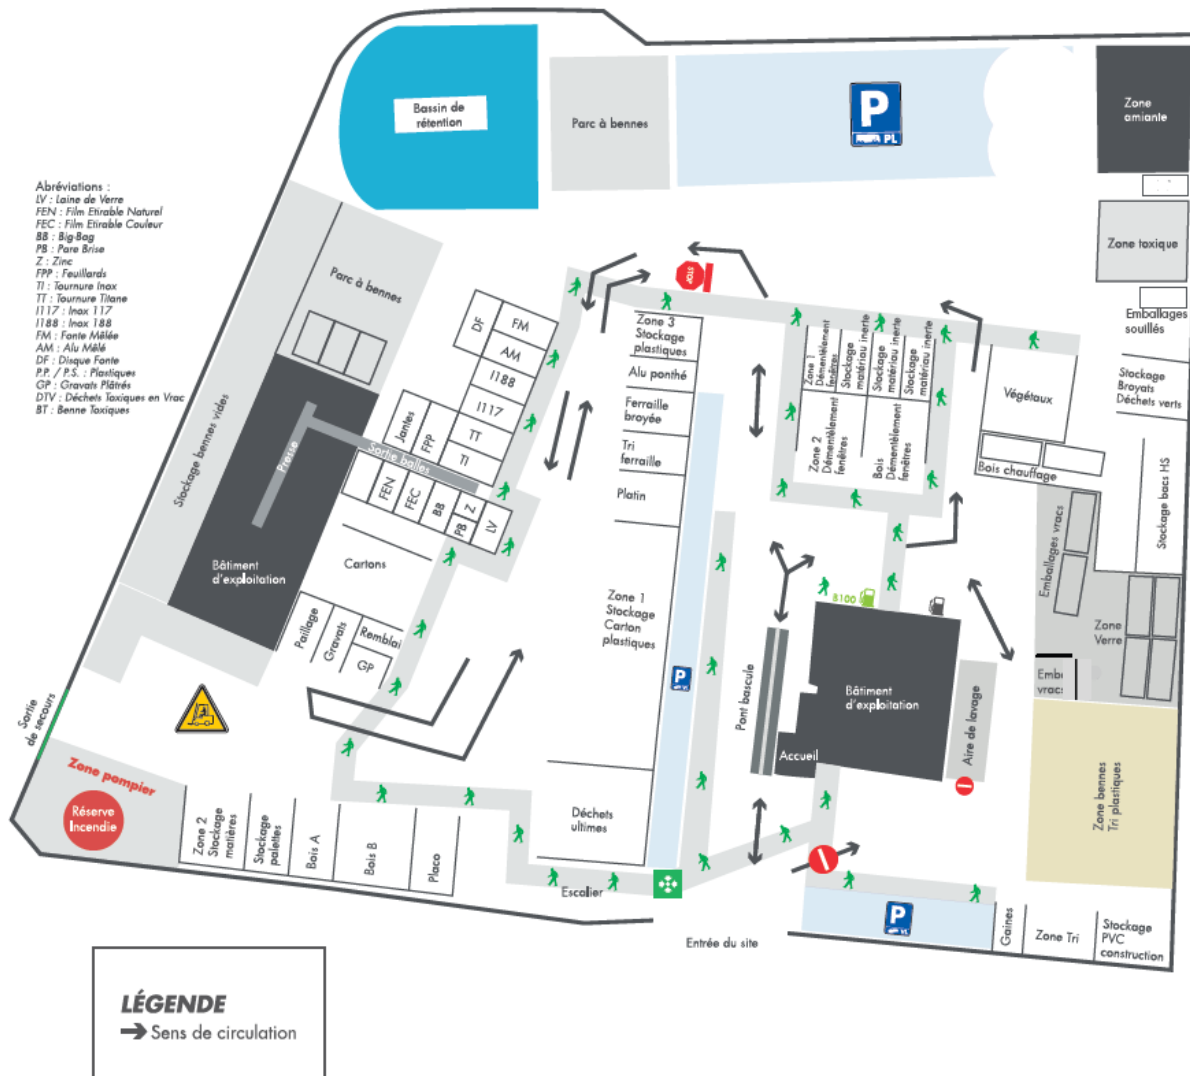 Bassin de
rétention
Parc à bennes
P
PL
Zone
amiante
Abréviations :
LV : Laine de Verre
FEN : Film Etirable Naturel
FEC : Film Etirable Couleur
BB : Big-Bag
PB : Pare Brise
Z : Zinc
FPP : Feuillards
TI : Tournure Inox
TT : Tournure Titane
I117 : Inox 117
I188 : Inox 188
FM : Fonte Mêlée
AM : Alu Mêlé
DF : Disque Fonte
P.P. / P.S. : Plastiques
GP : Gravats Plâtrés
DTV : Déchets Toxiques en Vrac
BT : Benne Toxiques
Zone toxique
Emballages
souillés
Parc à bennes
STOP
DF
FM
AM
I188
I117
TT
TI
Jantes
FPP
Zone 3
Stockage
plastiques
Alu ponthé
Ferraille
broyée
Tri
ferraille
Platin
Zone 1
Démentèlement
fenêtres
Stockage
matériau inerte
Stockage
matériau inerte
Stockage
matériau inerte
Zone 2
Démentèlement
fenêtres
Bois
Démentèlement
fenêtres
Végétaux
Bois chauffage
Stockage
Broyats
Déchets verts
Stockage bacs HS
Stockage bennes vides
Presse
Sortie balles
FEN
FEC
BB
PB
Z
LV
Bâtiment
d'exploitation
Cartons
Paillage
Gravats
Remblai
GP
Zone 1
Stockage
Carton
plastiques
P
VL
B100
Emballages vracs
Zone
Verre
Emb
vracs
Pont bascule
Bâtiment
d'exploitation
Accueil
Aire de lavage
Zone bennes
Tri plastiques
Sortie
de secours
Zone pompier
Réserve
Incendie
Zone 2
Stockage
matières
Stockage
palettes
Bois A
Bois B
Placo
Déchets
ultimes
Escalier
Entrée du site
P
VL
Gaines
Zone Tri
Stockage
PVC
construction
LÉGENDE
Sens de circulation